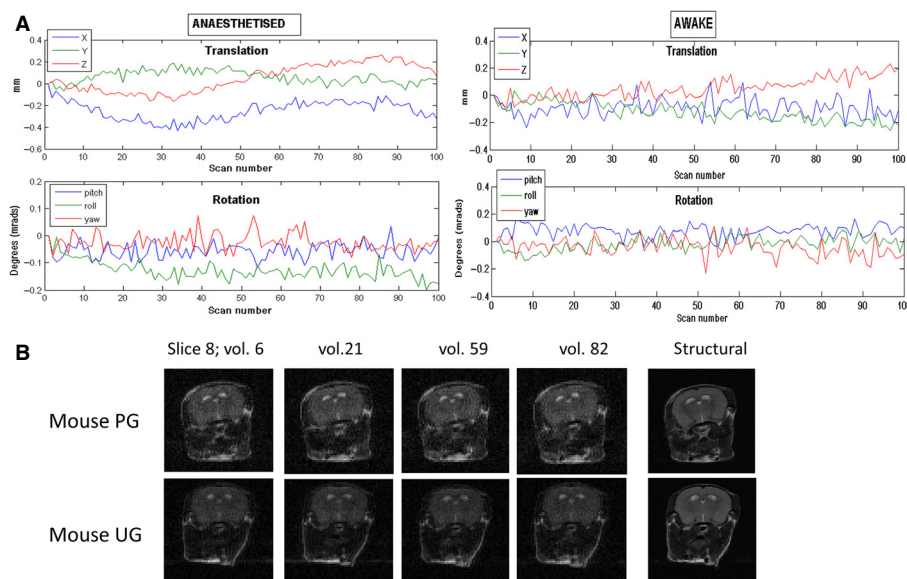 A
ANAESTHETISED
X
Y
Z
Translation
mm
0.4
0.2
0
−0.2
−0.4
−0.6
0 10 20 30 40 50 60 70 80 90 100
Scan number
pitch
roll
yaw
Rotation
Degrees (mrads)
0.2
0.1
0
−0.1
−0.2
0 10 20 30 40 50 60 70 80 90 100
Scan number
AWAKE
X
Y
Z
Translation
mm
0.4
0.2
0
−0.2
−0.4
0 10 20 30 40 50 60 70 80 90 100
Scan number
pitch
roll
yaw
Rotation
Degrees (mrads)
0.4
0.2
0
−0.2
−0.4
0 10 20 30 40 50 60 70 80 90 100
Scan number
B
Slice 8; vol. 6 vol.21 vol. 59 vol. 82 Structural
Mouse PG
Mouse UG